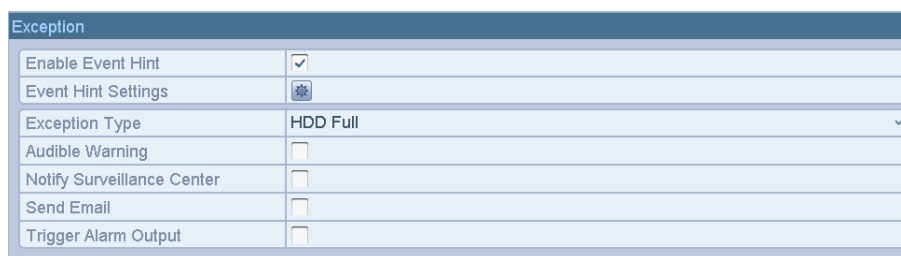 Exception
Enable Event Hint
Event Hint Settings
Exception Type HDD Full
Audible Warning
Notify Surveillance Center
Send Email
Trigger Alarm Output